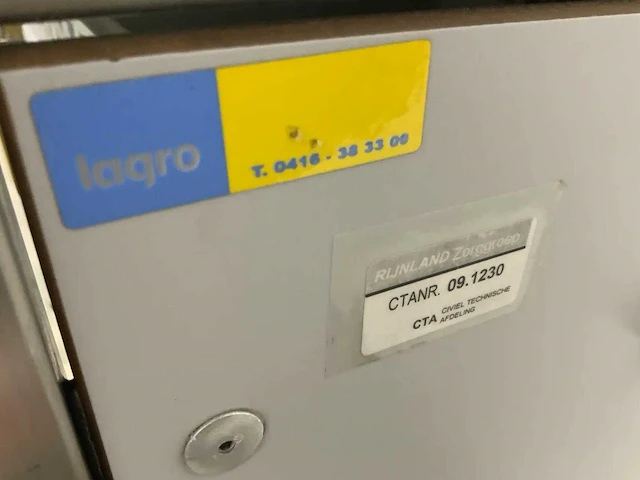 lagro
T. 0416 - 38 33 09
RIJNLAND Zorggroep
CTANR. 09.1230
CTA CIVIEL TECHNISCHE
AFDELING